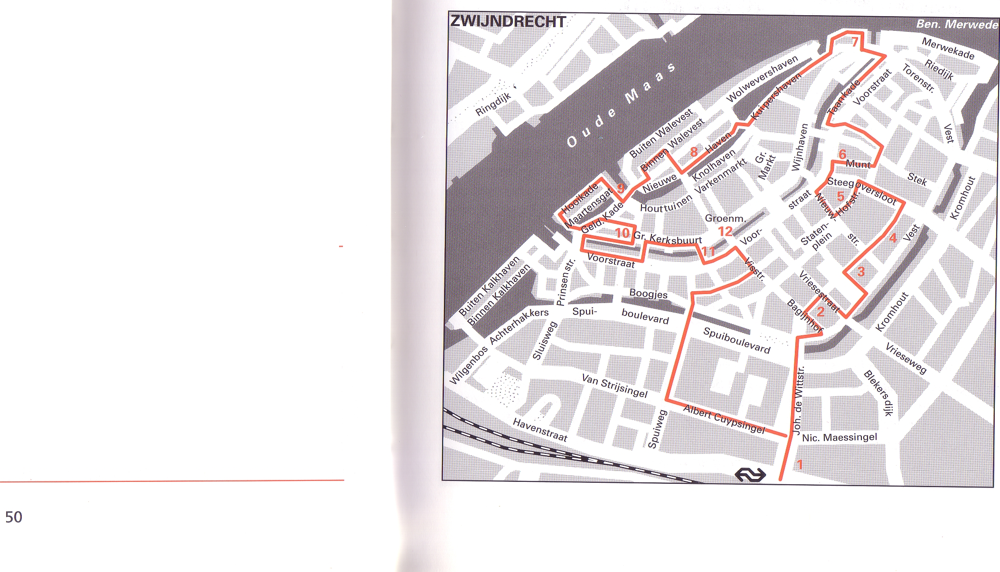 50
ZWIJNDRECHT
Ben. Merwede
Merwekade
Riedijk
Torenstr.
Voorstraat
Taankade
Vest
Wolwevershaven
Kuipershaven
Oude Maas
Ringdijk
Buiten Walevest
Binnen Walevest
Nieuwe Haven
Knolhaven
Varkenmarkt
Gr. Markt
Wijnhaven
Munt
Steegoversloot
Stek
Kromhout
Nieuw-
Hofstr.
str.
Hooikade
Maartensgat
Geld. Kade
Houttuinen
Groenm.
Gr. Kerksbuurt
Voor-
straat
Staten-
plein
Vest
Voorstraat
Visstr.
Vriesestraat
Bagijnhof
Kromhout
Buiten Kalkhaven
Binnen Kalkhaven
Prinsenstr.
Boogjes
Achterhakkers
Spui-
boulevard
Spuiboulevard
Sluisweg
Wilgenbos
Van Strijsingel
Joh. de Wittstr.
Vrieseweg
Blekersdijk
Albert Cuypsingel
Spuiweg
Havenstraat
Nic. Maessingel
1
2
3
4
5
6
7
8
9
10
11
12